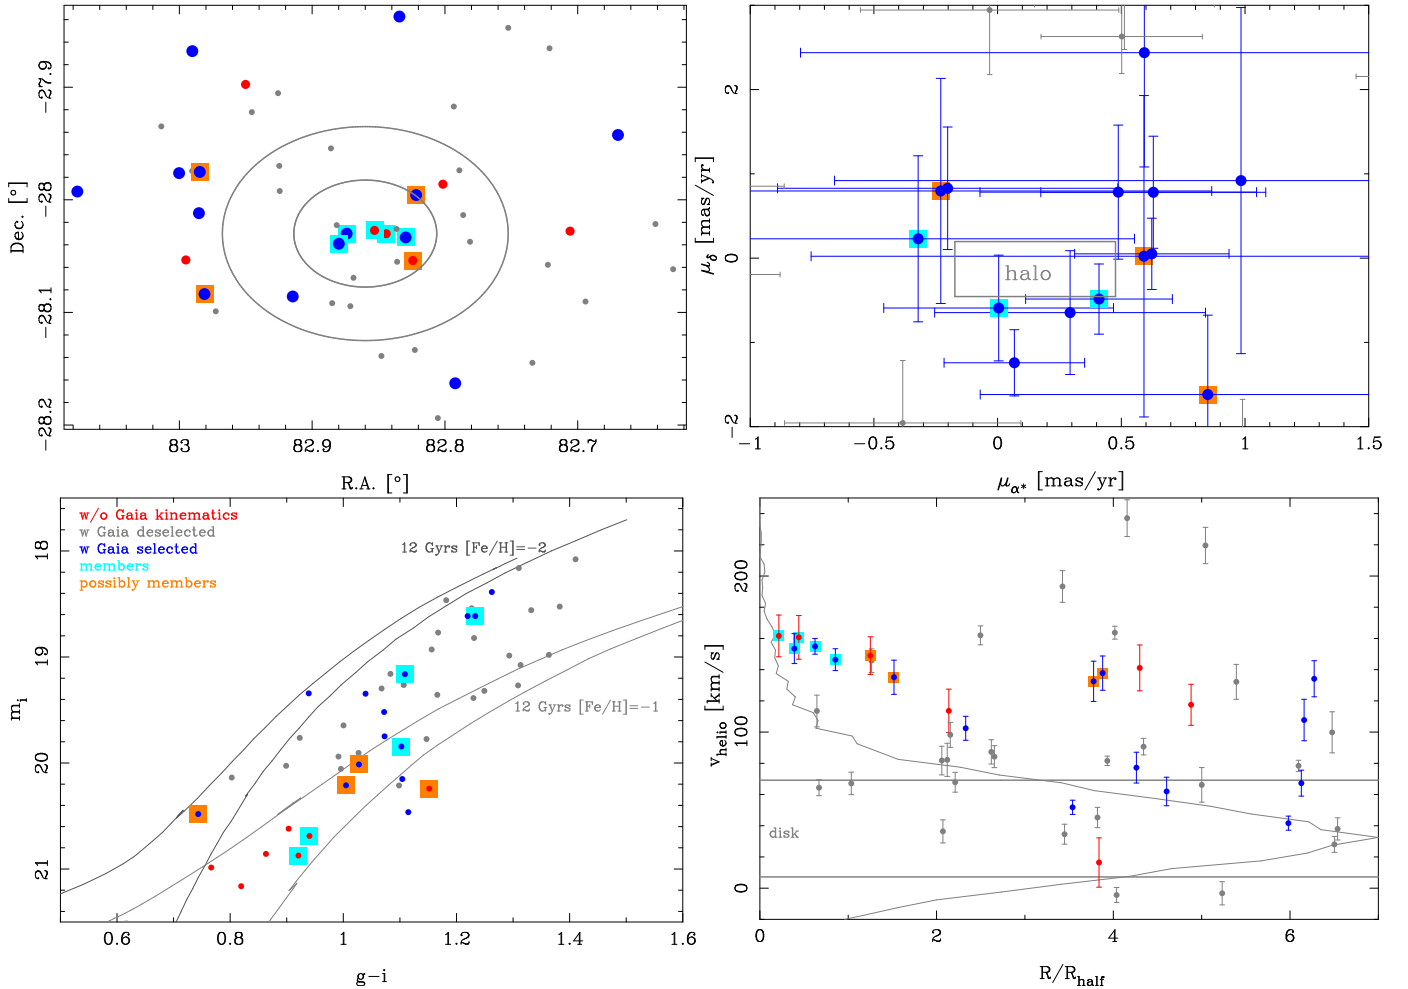 −27.9
−28
−28.1
−28.2
Dec. [°]
83
82.9
82.8
82.7
R.A. [°]
2
0
−2
μδ [mas/yr]
halo
−1
−0.5
0
0.5
1
1.5
μα* [mas/yr]
w/o Gaia kinematics
w Gaia deselected
w Gaia selected
members
possibly members
12 Gyrs [Fe/H]=−2
12 Gyrs [Fe/H]=−1
18
19
20
21
mi
0.6
0.8
1
1.2
1.4
1.6
g−i
200
100
0
vhelio [km/s]
disk
0
2
4
6
R/Rhalf